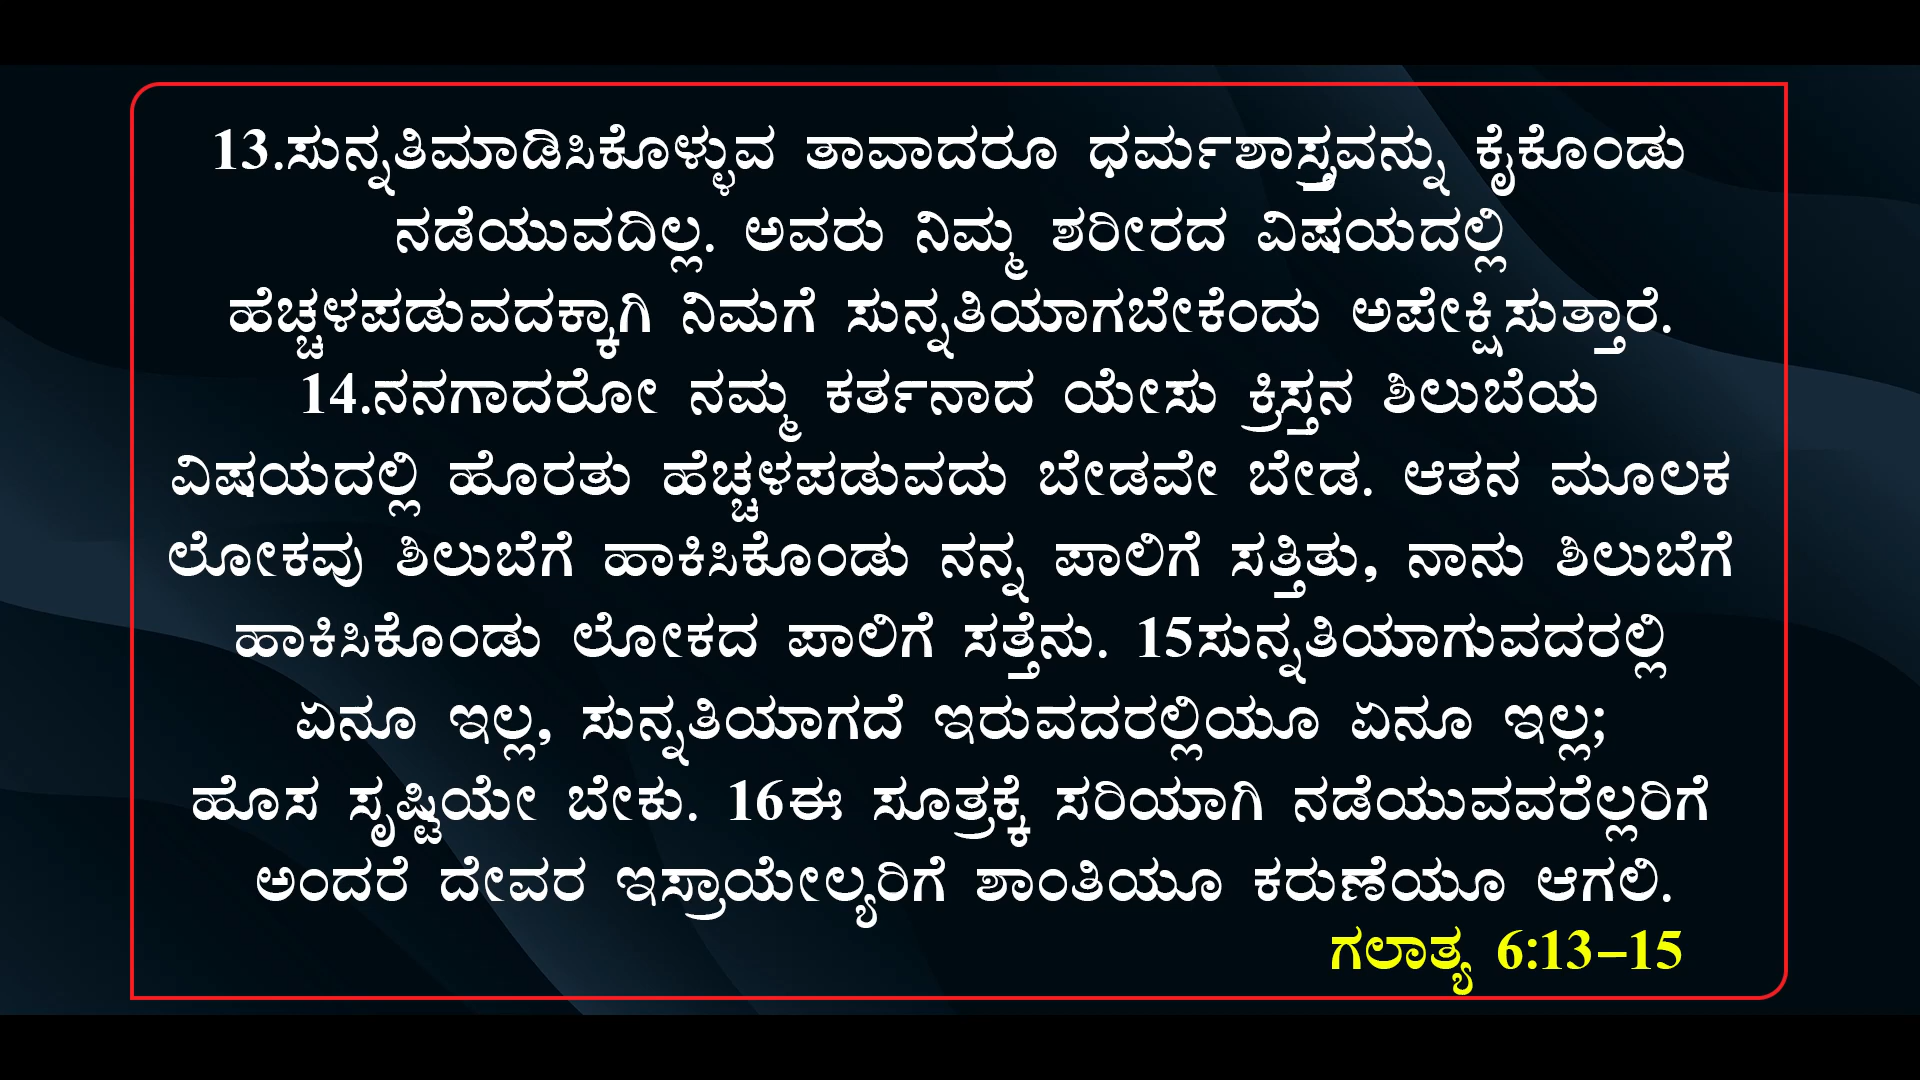 13.ಸುನ್ನತಿಮಾಡಿಸಿಕೊಳ್ಳುವ ತಾವಾದರೂ ಧರ್ಮಶಾಸ್ತ್ರವನ್ನು ಕೈಕೊಂಡು
ನಡೆಯುವದಿಲ್ಲ. ಅವರು ನಿಮ್ಮ ಶರೀರದ ವಿಷಯದಲ್ಲಿ
ಹೆಚ್ಚಳಪಡುವದಕ್ಕಾಗಿ ನಿಮಗೆ ಸುನ್ನತಿಯಾಗಬೇಕೆಂದು ಅಪೇಕ್ಷಿಸುತ್ತಾರೆ.
14.ನನಗಾದರೋ ನಮ್ಮ ಕರ್ತನಾದ ಯೇಸು ಕ್ರಿಸ್ತನ ಶಿಲುಬೆಯ
ವಿಷಯದಲ್ಲಿ ಹೊರತು ಹೆಚ್ಚಳಪಡುವದು ಬೇಡವೇ ಬೇಡ. ಆತನ ಮೂಲಕ
ಲೋಕವು ಶಿಲುಬೆಗೆ ಹಾಕಿಸಿಕೊಂಡು ನನ್ನ ಪಾಲಿಗೆ ಸತ್ತಿತು, ನಾನು ಶಿಲುಬೆಗೆ
ಹಾಕಿಸಿಕೊಂಡು ಲೋಕದ ಪಾಲಿಗೆ ಸತ್ತೆನು. 15ಸುನ್ನತಿಯಾಗುವದರಲ್ಲಿ
ಏನೂ ಇಲ್ಲ, ಸುನ್ನತಿಯಾಗದೆ ಇರುವದರಲ್ಲಿಯೂ ಏನೂ ಇಲ್ಲ;
ಹೊಸ ಸೃಷ್ಟಿಯೇ ಬೇಕು. 16ಈ ಸೂತ್ರಕ್ಕೆ ಸರಿಯಾಗಿ ನಡೆಯುವವರೆಲ್ಲರಿಗೆ
ಅಂದರೆ ದೇವರ ಇಸ್ರಾಯೇಲ್ಯರಿಗೆ ಶಾಂತಿಯೂ ಕರುಣೆಯೂ ಆಗಲಿ.
ಗಲಾತ್ಯ 6:13-15